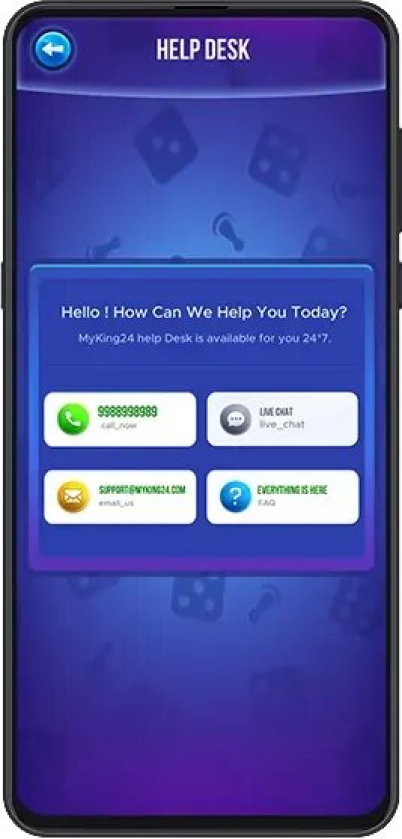 HELP DESK
Hello ! How Can We Help You Today?
MyKing24 help Desk is available for you 24*7.
9988998989
call_now
LIVE CHAT
live_chat
SUPPORT@MYKING24.COM
email_us
EVERYTHING IS HERE
FAQ